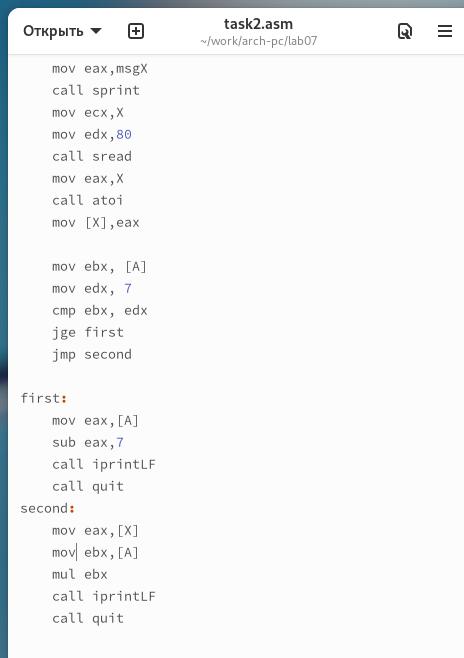 Открыть
task2.asm
~/work/arch-pc/lab07
mov eax,msgX
call sprint
mov ecx,X
mov edx,80
call sread
mov eax,X
call atoi
mov [X],eax
mov ebx, [A]
mov edx, 7
cmp ebx, edx
jge first
jmp second
first:
mov eax,[A]
sub eax,7
call iprintLF
call quit
second:
mov eax,[X]
mov ebx,[A]
mul ebx
call iprintLF
call quit